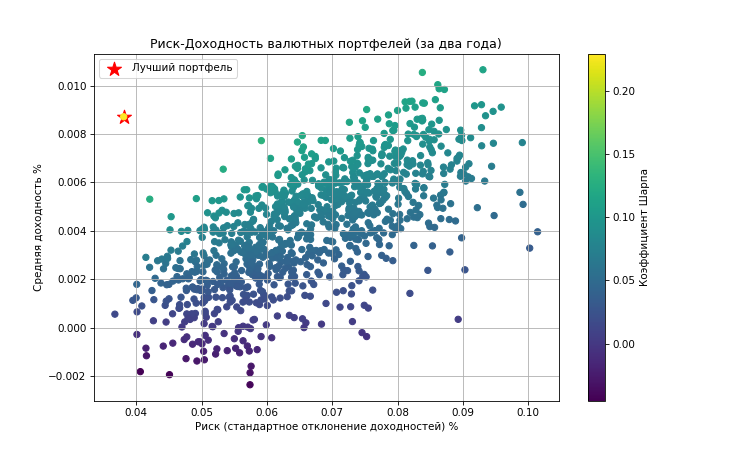 Риск-Доходность валютных портфелей (за два года)
Лучший портфель
0.010
0.008
0.006
0.004
0.002
0.000
−0.002
Средняя доходность %
0.04 0.05 0.06 0.07 0.08 0.09 0.10
Риск (стандартное отклонение доходностей) %
0.20
0.15
0.10
0.05
0.00
Коэффициент Шарпа